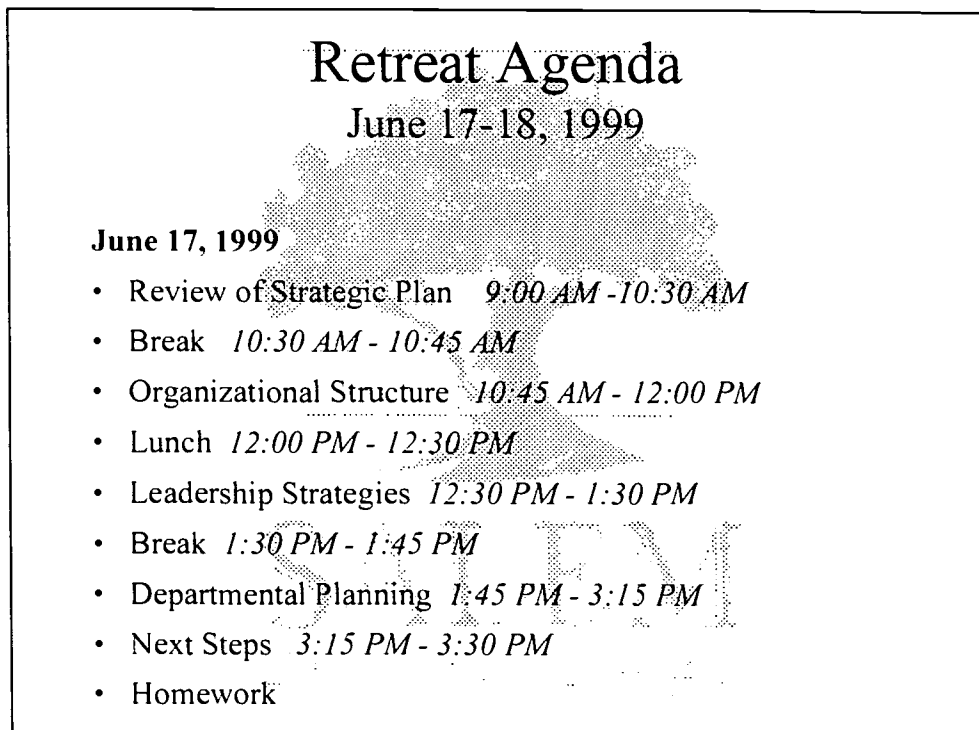 Retreat Agenda
June 17-18, 1999
June 17, 1999
• Review of Strategic Plan 9:00 AM -10:30 AM
• Break 10:30 AM - 10:45 AM
• Organizational Structure 10:45 AM - 12:00 PM
• Lunch 12:00 PM - 12:30 PM
• Leadership Strategies 12:30 PM - 1:30 PM
• Break 1:30 PM - 1:45 PM
• Departmental Planning 1:45 PM - 3:15 PM
• Next Steps 3:15 PM - 3:30 PM
• Homework
SALEM